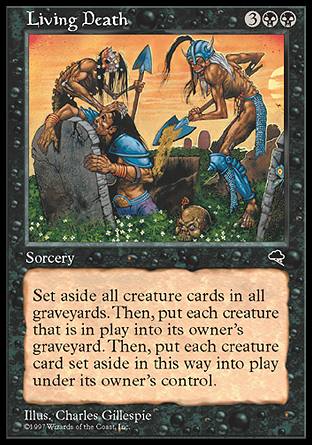 Living Death 3
Sorcery
Set aside all creature cards in all
graveyards. Then, put each creature
that is in play into its owner's
graveyard. Then, put each creature
card set aside in this way into play
under its owner's control.
Illus. Charles Gillespie
©1997 Wizards of the Coast, Inc.